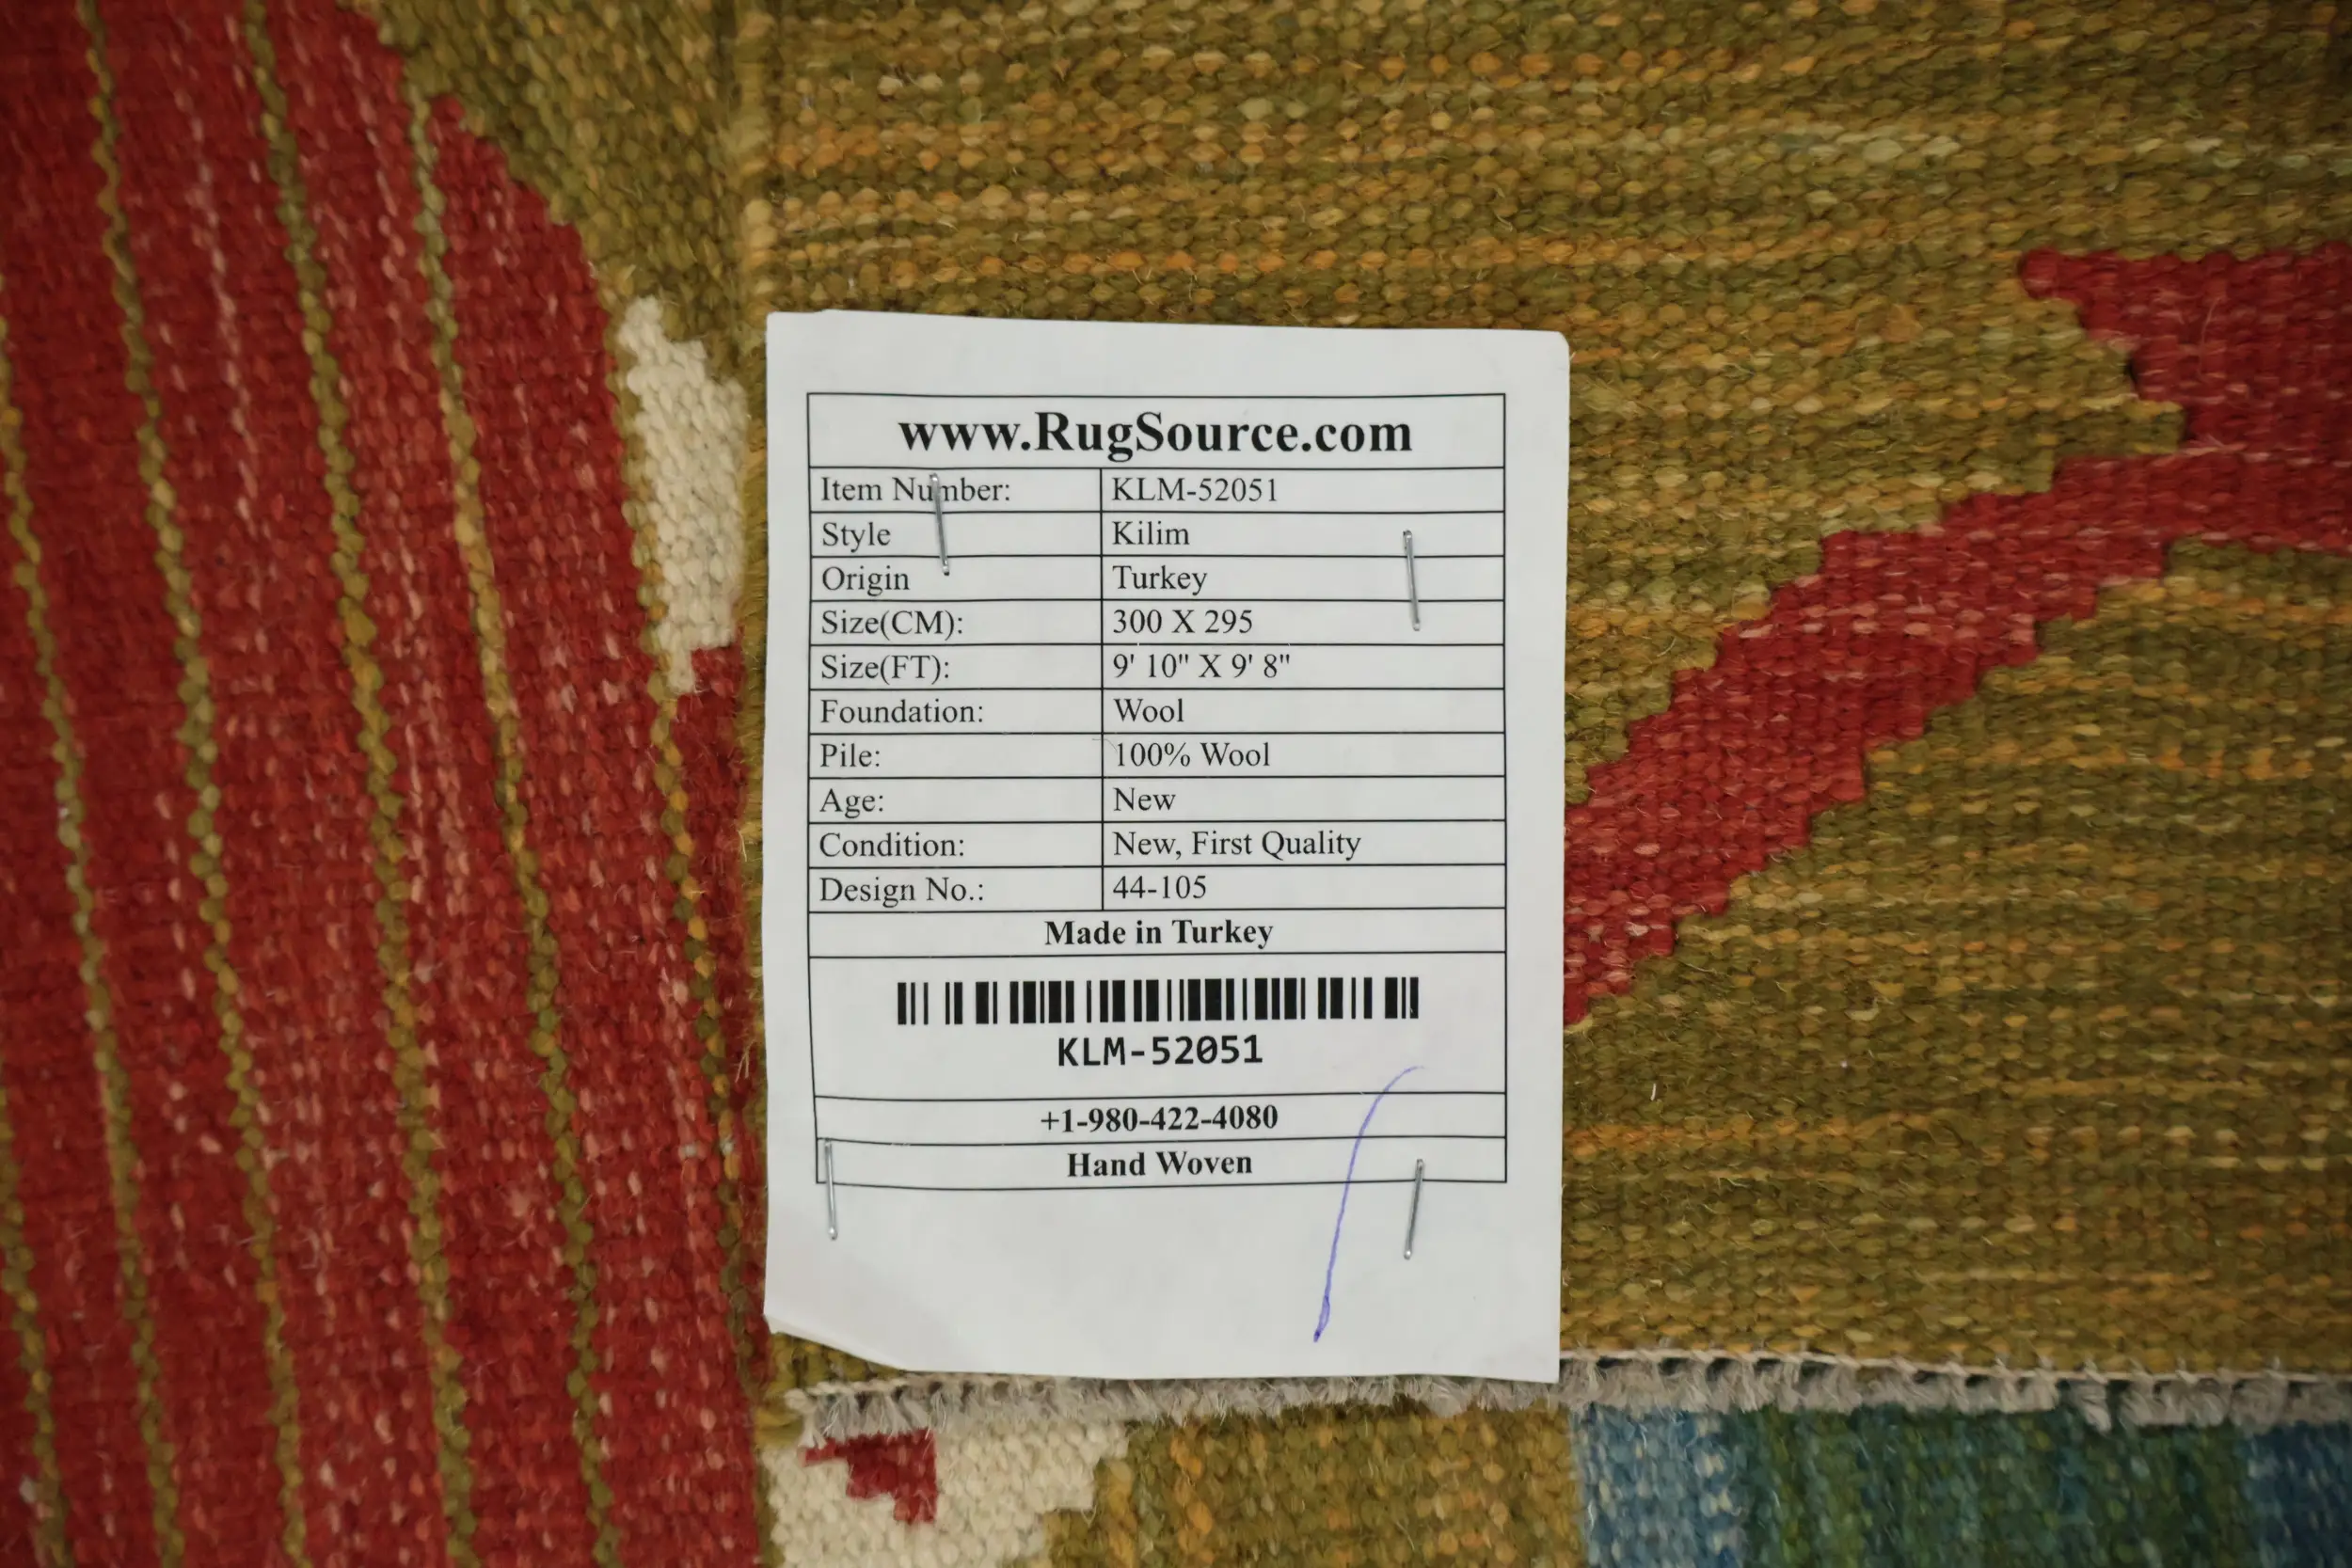 www.RugSource.com
Item Number: KLM-52051
Style Kilim
Origin Turkey
Size(CM): 300 X 295
Size(FT): 9' 10" X 9' 8"
Foundation: Wool
Pile: 100% Wool
Age: New
Condition: New, First Quality
Design No.: 44-105
Made in Turkey
KLM-52051
+1-980-422-4080
Hand Woven